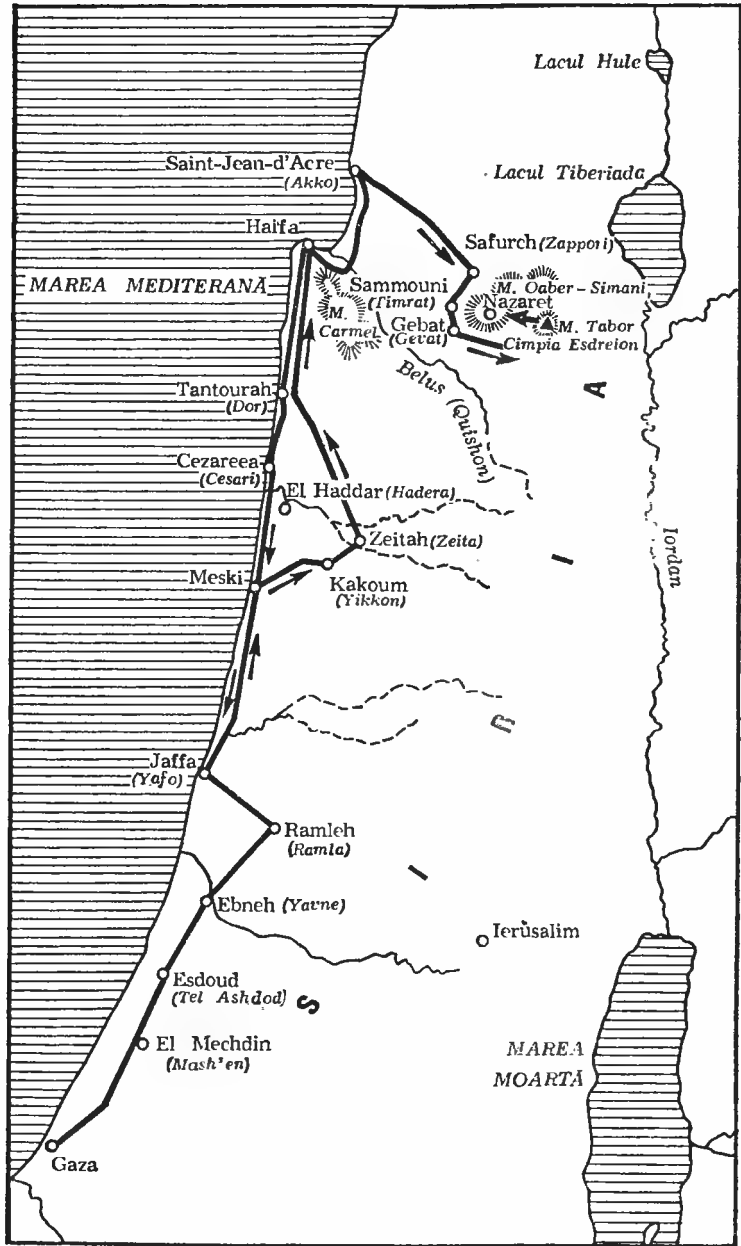 Lacul Hule
Saint-Jean-d'Acre
(Akko)
Lacul Tiberiada
Haifa
Safurch (Zappori)
MAREA MEDITERANĂ
Sammouni
(Timrat)
M. Oaber-Simani
Nazaret
M.
Carmel
Gebat
(Gevat)
M. Tabor
Cimpia Esdreion
Belus (Quishon)
Tantourah
(Dor)
Cezareea
(Cesari)
El Haddar (Hadera)
Zeitah (Zeita)
Iordan
Meski
Kakoum
(Yikkon)
Jaffa
(Yafo)
Ramleh
(Ramla)
Ebneh (Yavne)
Ierusalim
Esdoud
(Tel Ashdod)
El Mechdin
(Mash'en)
MAREA
MOARTĂ
Gaza
S I R I A